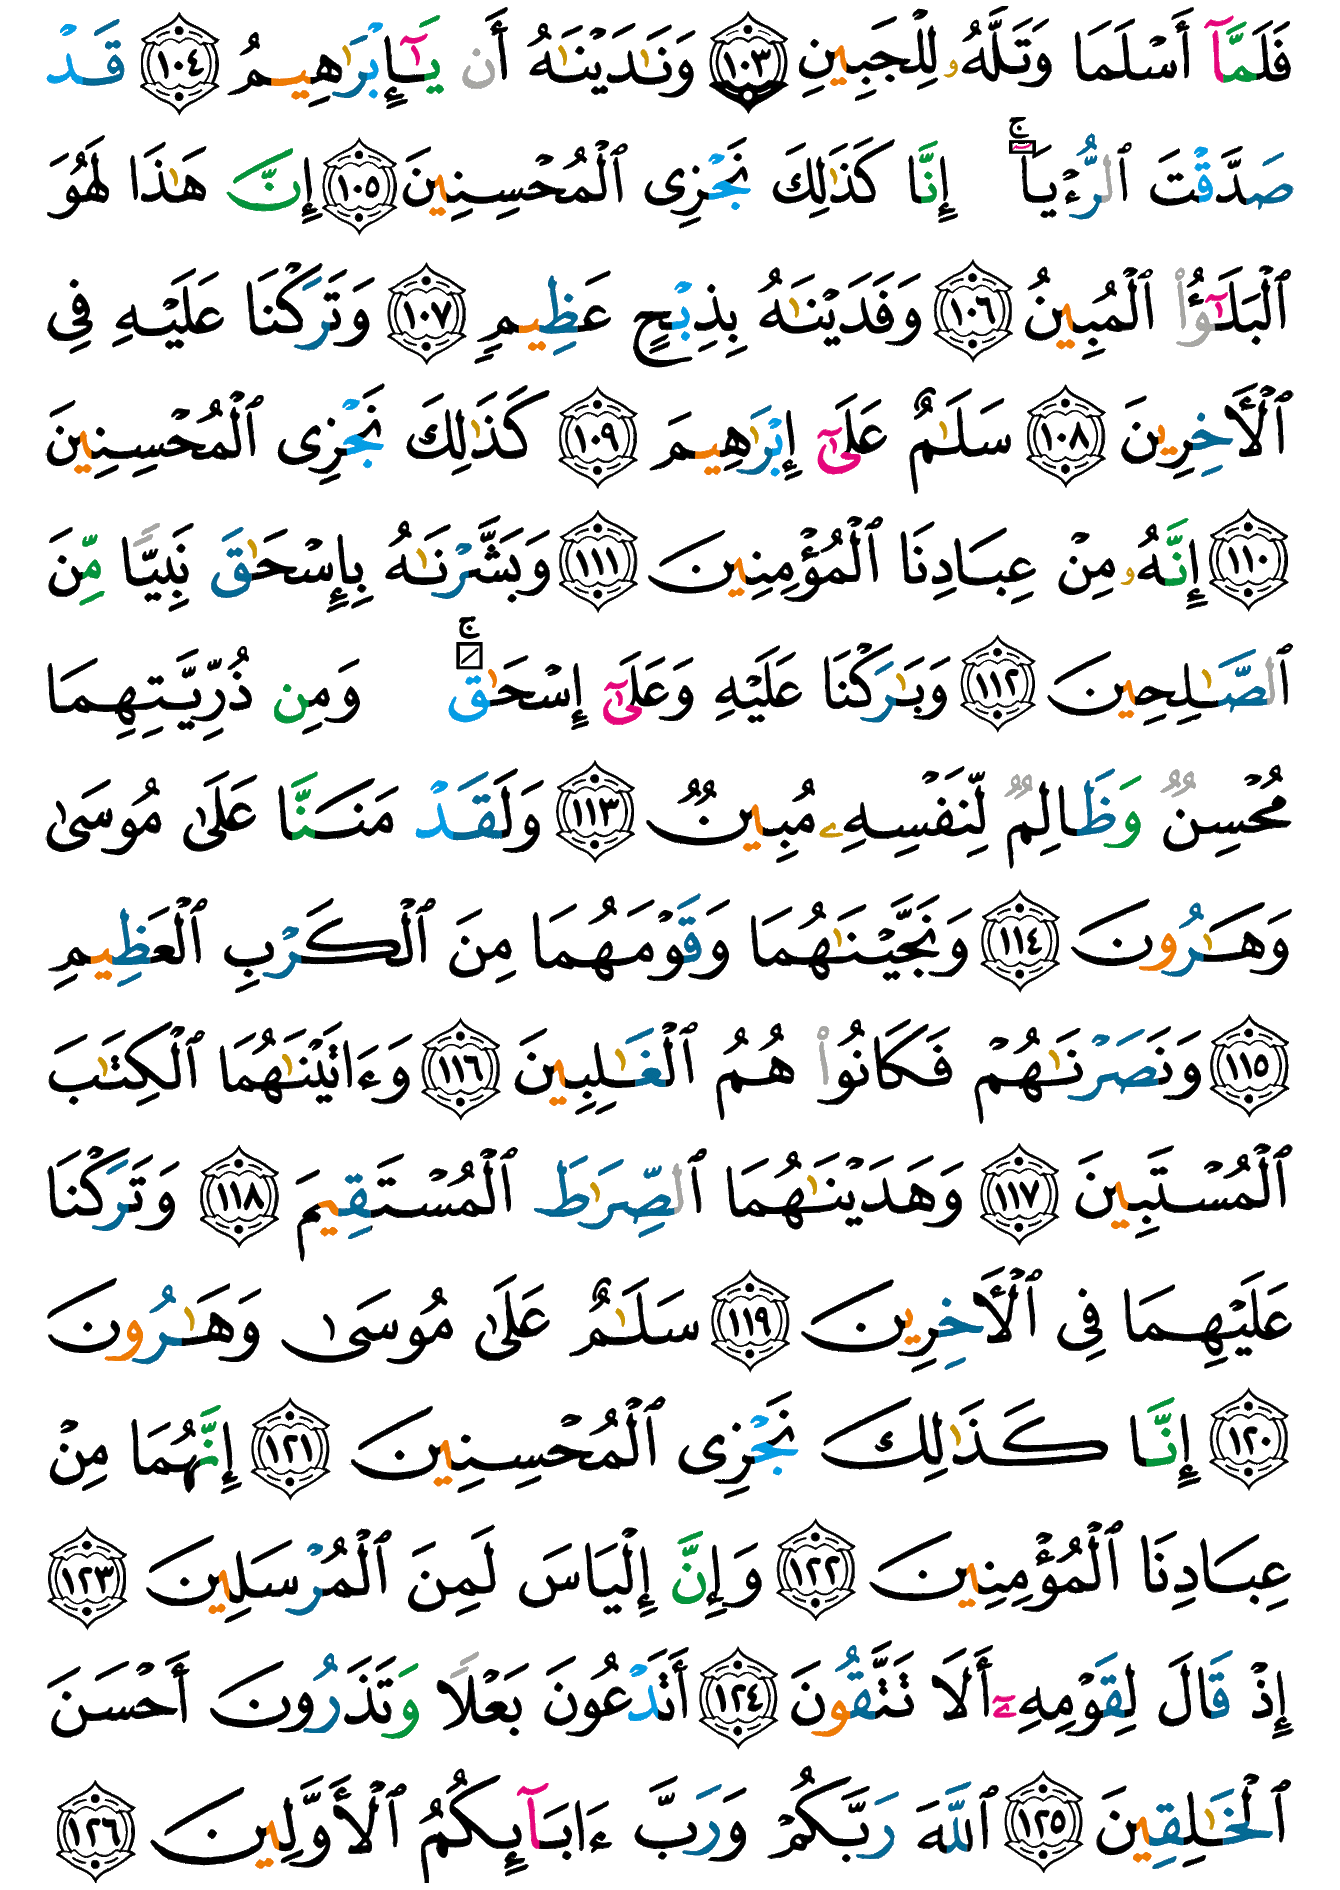 فَلَمَّآ أَسْلَمَا وَتَلَّهُۥ لِلْجَبِينِ ١٠٣ وَنَٰدَيْنَٰهُ أَن يَٰٓإِبْرَٰهِيمُ ١٠٤ قَدْ
صَدَّقْتَ ٱلرُّءْيَآ ۚ إِنَّا كَذَٰلِكَ نَجْزِى ٱلْمُحْسِنِينَ ١٠٥ إِنَّ هَٰذَا لَهُوَ
ٱلْبَلَٰٓؤُا۟ ٱلْمُبِينُ ١٠٦ وَفَدَيْنَٰهُ بِذِبْحٍ عَظِيمٍ ١٠٧ وَتَرَكْنَا عَلَيْهِ فِى
ٱلْأَخِرِينَ ١٠٨ سَلَٰمٌ عَلَىٰٓ إِبْرَٰهِيمَ ١٠٩ كَذَٰلِكَ نَجْزِى ٱلْمُحْسِنِينَ
١١٠ إِنَّهُۥ مِنْ عِبَادِنَا ٱلْمُؤْمِنِينَ ١١١ وَبَشَّرْنَٰهُ بِإِسْحَٰقَ نَبِيًّا مِّنَ
ٱلصَّٰلِحِينَ ١١٢ وَبَٰرَكْنَا عَلَيْهِ وَعَلَىٰٓ إِسْحَٰقَ ۚ وَمِن ذُرِّيَّتِهِمَا
مُحْسِنٌ وَظَالِمٌ لِّنَفْسِهِۦ مُبِينٌ ١١٣ وَلَقَدْ مَنَنَّا عَلَىٰ مُوسَىٰ
وَهَٰرُونَ ١١٤ وَنَجَّيْنَٰهُمَا وَقَوْمَهُمَا مِنَ ٱلْكَرْبِ ٱلْعَظِيمِ
١١٥ وَنَصَرْنَٰهُمْ فَكَانُوا۟ هُمُ ٱلْغَٰلِبِينَ ١١٦ وَءَاتَيْنَٰهُمَا ٱلْكِتَٰبَ
ٱلْمُسْتَبِينَ ١١٧ وَهَدَيْنَٰهُمَا ٱلصِّرَٰطَ ٱلْمُسْتَقِيمَ ١١٨ وَتَرَكْنَا
عَلَيْهِمَا فِى ٱلْأَخِرِينَ ١١٩ سَلَٰمٌ عَلَىٰ مُوسَىٰ وَهَٰرُونَ
١٢٠ إِنَّا كَذَٰلِكَ نَجْزِى ٱلْمُحْسِنِينَ ١٢١ إِنَّهُمَا مِنْ
عِبَادِنَا ٱلْمُؤْمِنِينَ ١٢٢ وَإِنَّ إِلْيَاسَ لَمِنَ ٱلْمُرْسَلِينَ ١٢٣
إِذْ قَالَ لِقَوْمِهِۦٓ أَلَا تَتَّقُونَ ١٢٤ أَتَدْعُونَ بَعْلًا وَتَذَرُونَ أَحْسَنَ
ٱلْخَٰلِقِينَ ١٢٥ ٱللَّهَ رَبَّكُمْ وَرَبَّ ءَابَآئِكُمُ ٱلْأَوَّلِينَ ١٢٦